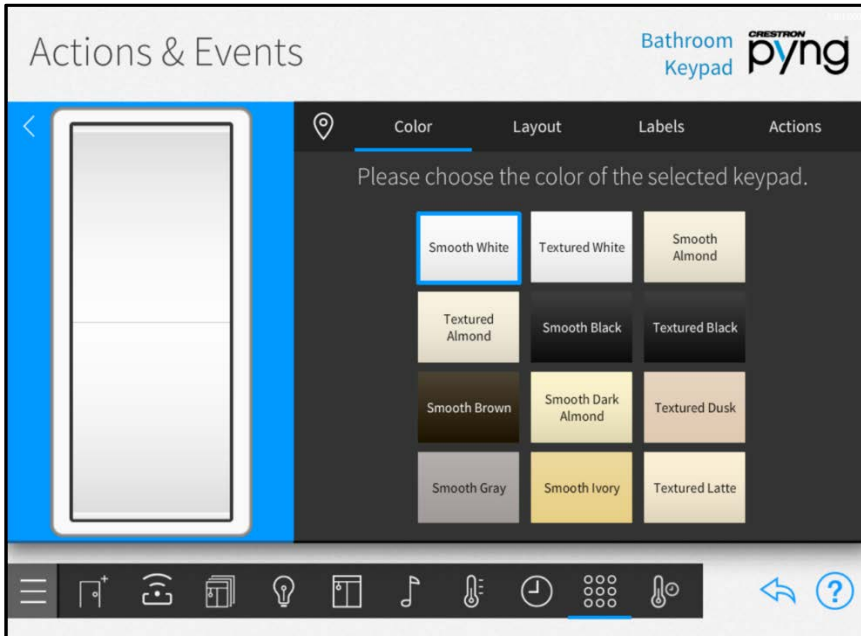 Actions & Events
Bathroom
Keypad
CRESTRON
pyng
Color
Layout
Labels
Actions
Please choose the color of the selected keypad.
Smooth White
Textured White
Smooth
Almond
Textured
Almond
Smooth Black
Textured Black
Smooth Brown
Smooth Dark
Almond
Textured Dusk
Smooth Gray
Smooth Ivory
Textured Latte
?